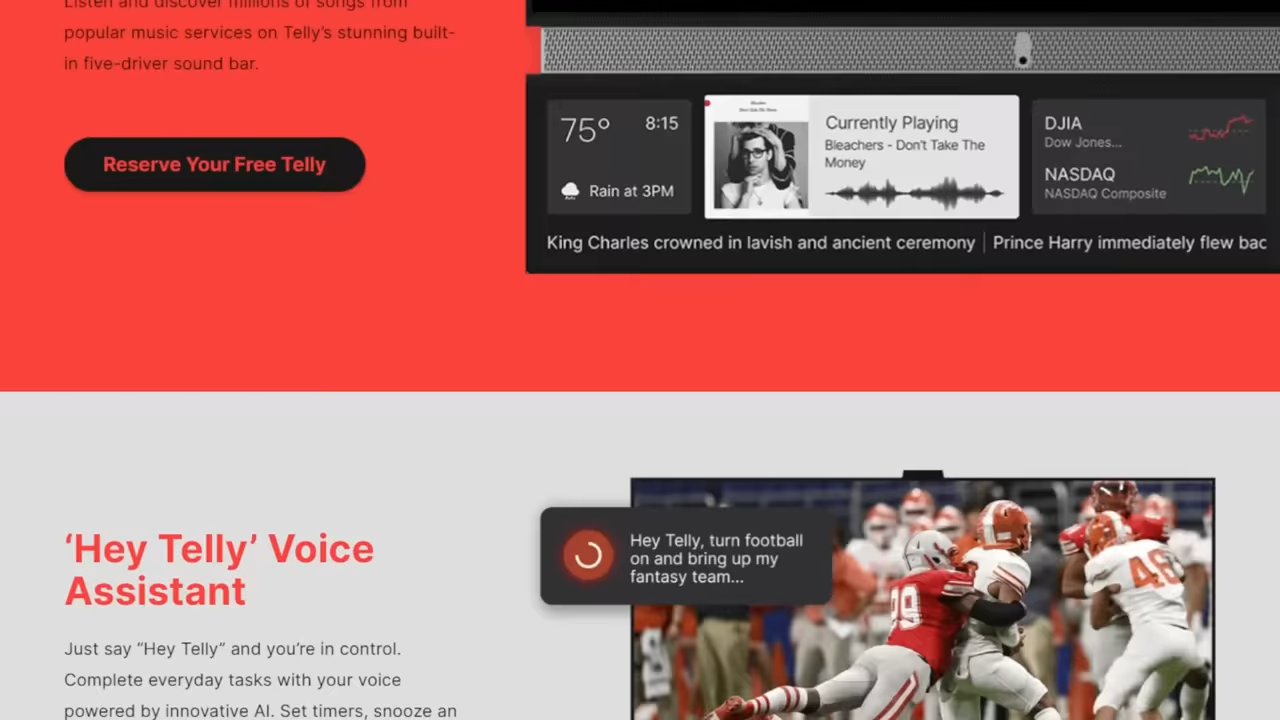 Listen and discover millions of songs from
popular music services on Telly’s stunning built-
in five-driver sound bar.
Reserve Your Free Telly
75° 8:15
Rain at 3PM
Currently Playing
Bleachers - Don’t Take The
Money
DJIA
Dow Jones...
NASDAQ
NASDAQ Composite
King Charles crowned in lavish and ancient ceremony | Prince Harry immediately flew bac
‘Hey Telly’ Voice
Assistant
Just say “Hey Telly” and you’re in control.
Complete everyday tasks with your voice
powered by innovative AI. Set timers, snooze an
Hey Telly, turn football
on and bring up my
fantasy team...
99
46